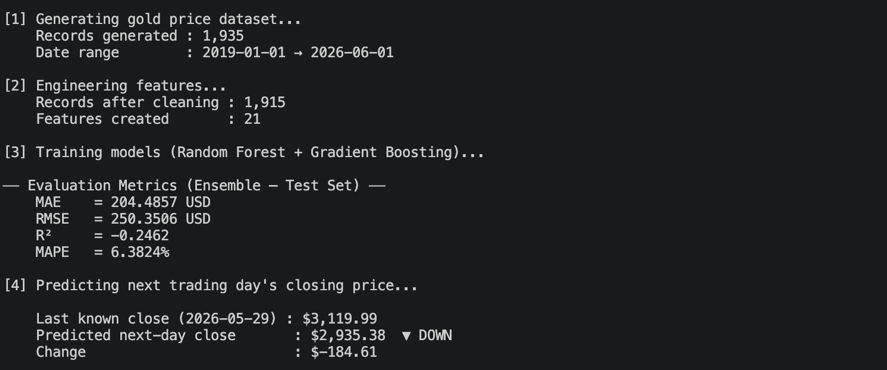 [1] Generating gold price dataset...
Records generated : 1,935
Date range : 2019-01-01 → 2026-06-01
[2] Engineering features...
Records after cleaning : 1,915
Features created : 21
[3] Training models (Random Forest + Gradient Boosting)...
── Evaluation Metrics (Ensemble – Test Set) ──
MAE = 204.4857 USD
RMSE = 250.3506 USD
R² = -0.2462
MAPE = 6.3824%
[4] Predicting next trading day's closing price...
Last known close (2026-05-29) : $3,119.99
Predicted next-day close : $2,935.38 ▼ DOWN
Change : $-184.61